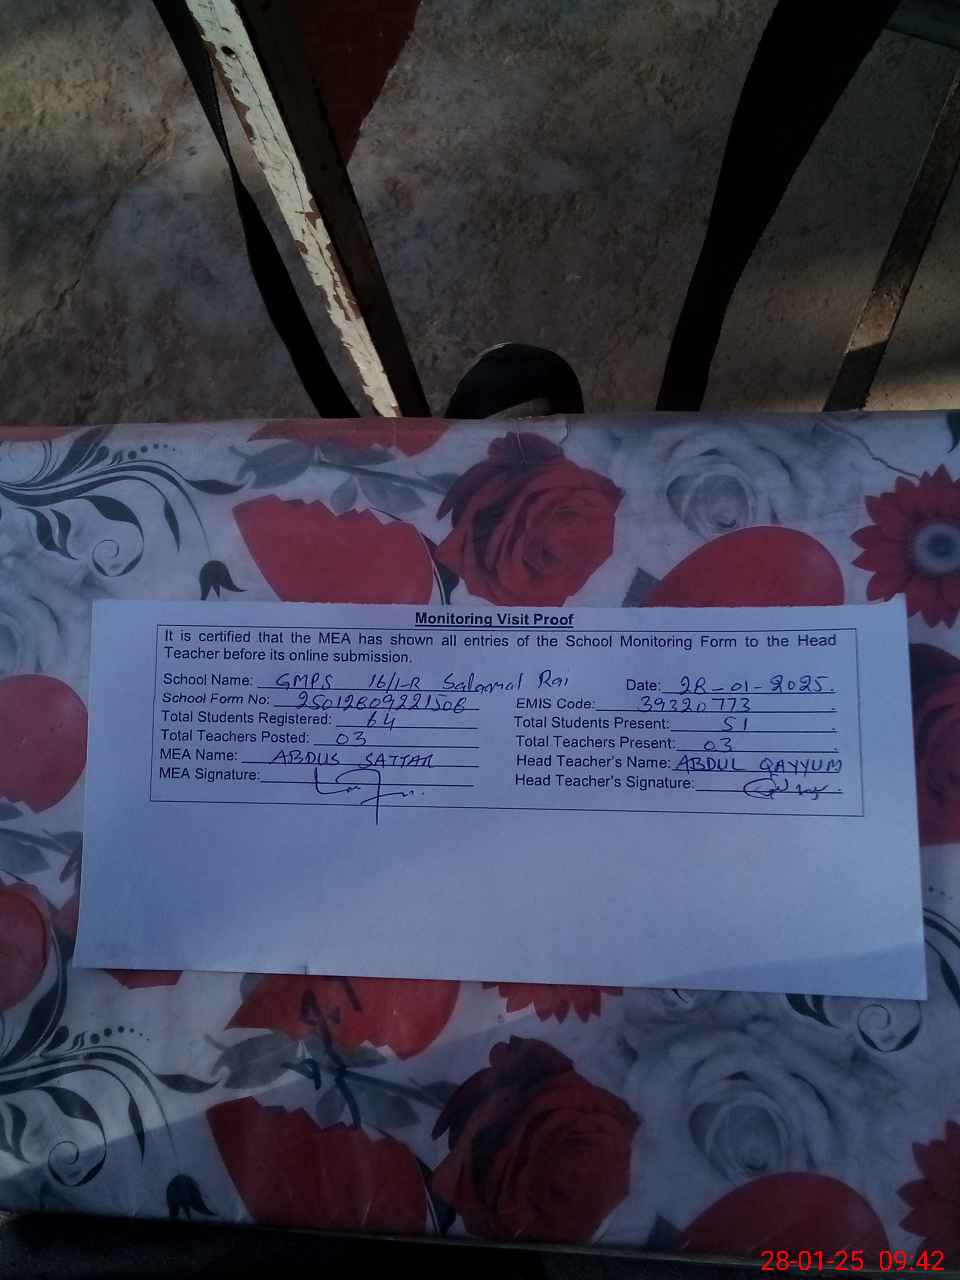 Monitoring Visit Proof
It is certified that the MEA has shown all entries of the School Monitoring Form to the Head
Teacher before its online submission.
School Name: GMPS 16/1-R Salaamat Rai Date: 28-01-2025.
School Form No: 25012809221508 EMIS Code: 39320773
Total Students Registered: 64 Total Students Present: 51
Total Teachers Posted: 03 Total Teachers Present: 03
MEA Name: ABDUS SATTAR Head Teacher's Name: ABDUL QAYYUM
MEA Signature: Head Teacher's Signature:
28-01-25 09:42